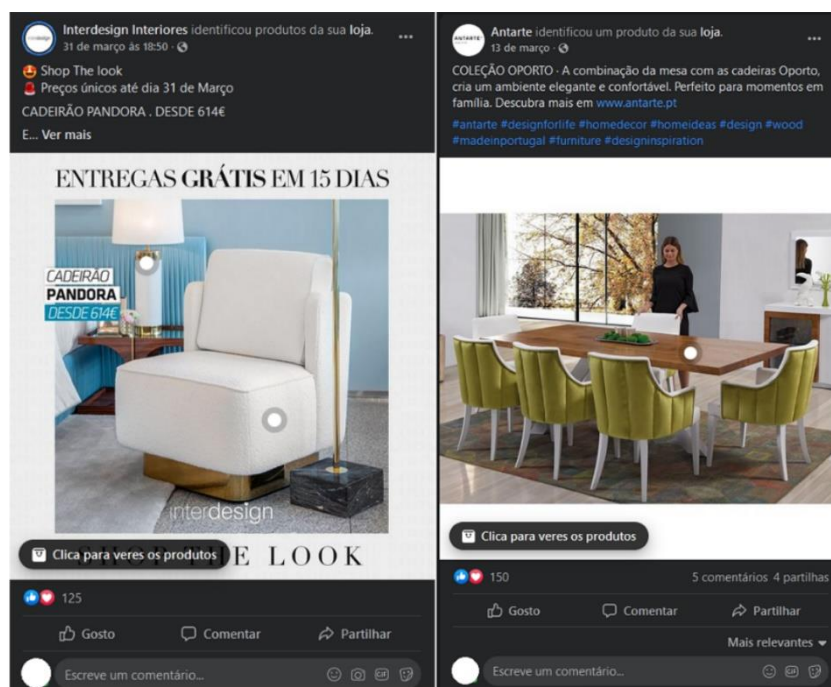 Interdesign Interiores identificou produtos da sua loja.
31 de março às 18:50 ·
Shop The look
Preços únicos até dia 31 de Março
CADEIRÃO PANDORA . DESDE 614€
E... Ver mais
ENTREGAS GRÁTIS EM 15 DIAS
CADEIRÃO
PANDORA
DESDE 614€
interdesign
Clica para veres os produtos
SHOP THE LOOK
125
Gosto Comentar Partilhar
Escreve um comentário...
GIF
Antarte identificou um produto da sua loja.
ANTARTE
13 de março ·
COLEÇÃO OPORTO · A combinação da mesa com as cadeiras Oporto,
cria um ambiente elegante e confortável. Perfeito para momentos em
família. Descubra mais em www.antarte.pt
#antarte #designforlife #homedecor #homeideas #design #wood
#madeinportugal #furniture #designinspiration
Clica para veres os produtos
150 5 comentários 4 partilhas
Gosto Comentar Partilhar
Mais relevantes
Escreve um comentário...
GIF